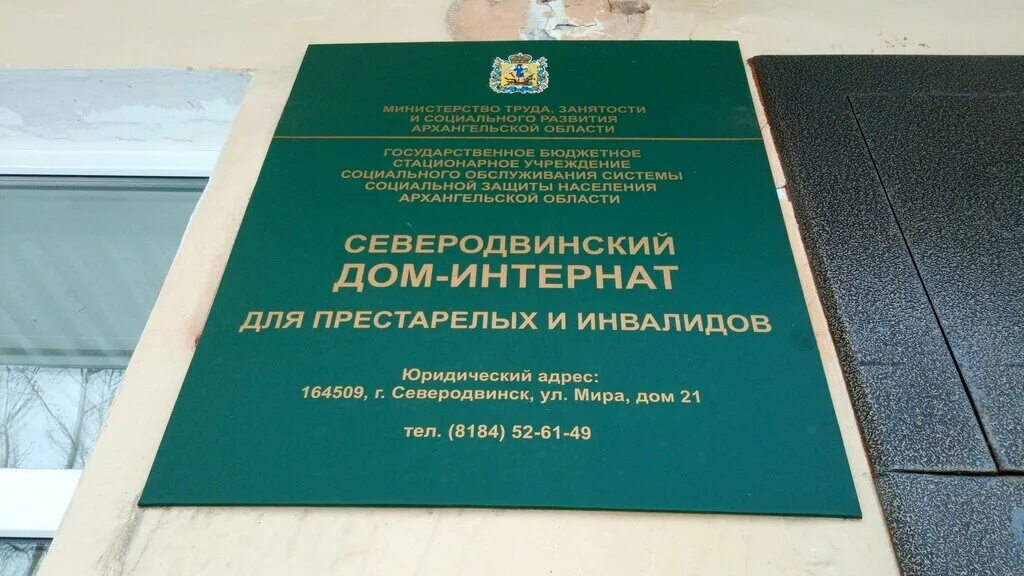 МИНИСТЕРСТВО ТРУДА, ЗАНЯТОСТИ
И СОЦИАЛЬНОГО РАЗВИТИЯ
АРХАНГЕЛЬСКОЙ ОБЛАСТИ
ГОСУДАРСТВЕННОЕ БЮДЖЕТНОЕ
СТАЦИОНАРНОЕ УЧРЕЖДЕНИЕ
СОЦИАЛЬНОГО ОБСЛУЖИВАНИЯ СИСТЕМЫ
СОЦИАЛЬНОЙ ЗАЩИТЫ НАСЕЛЕНИЯ
АРХАНГЕЛЬСКОЙ ОБЛАСТИ
СЕВЕРОДВИНСКИЙ
ДОМ-ИНТЕРНАТ
ДЛЯ ПРЕСТАРЕЛЫХ И ИНВАЛИДОВ
Юридический адрес:
164509, г. Северодвинск, ул. Мира, дом 21
тел. (8184) 52-61-49